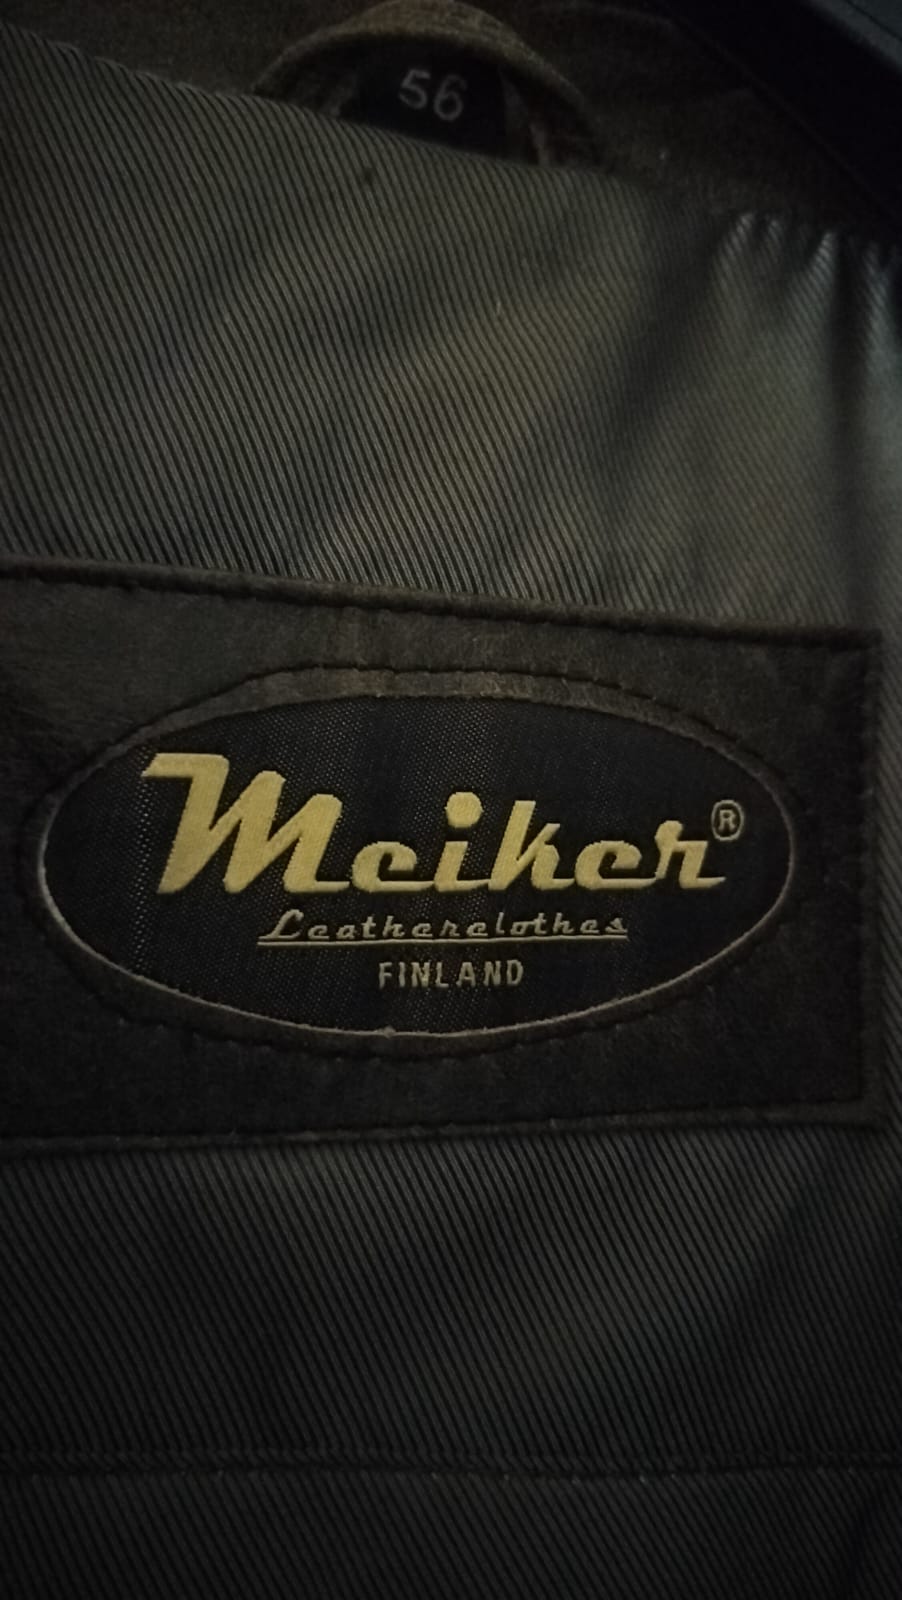 56
Meiker®
Leatherclothes
FINLAND